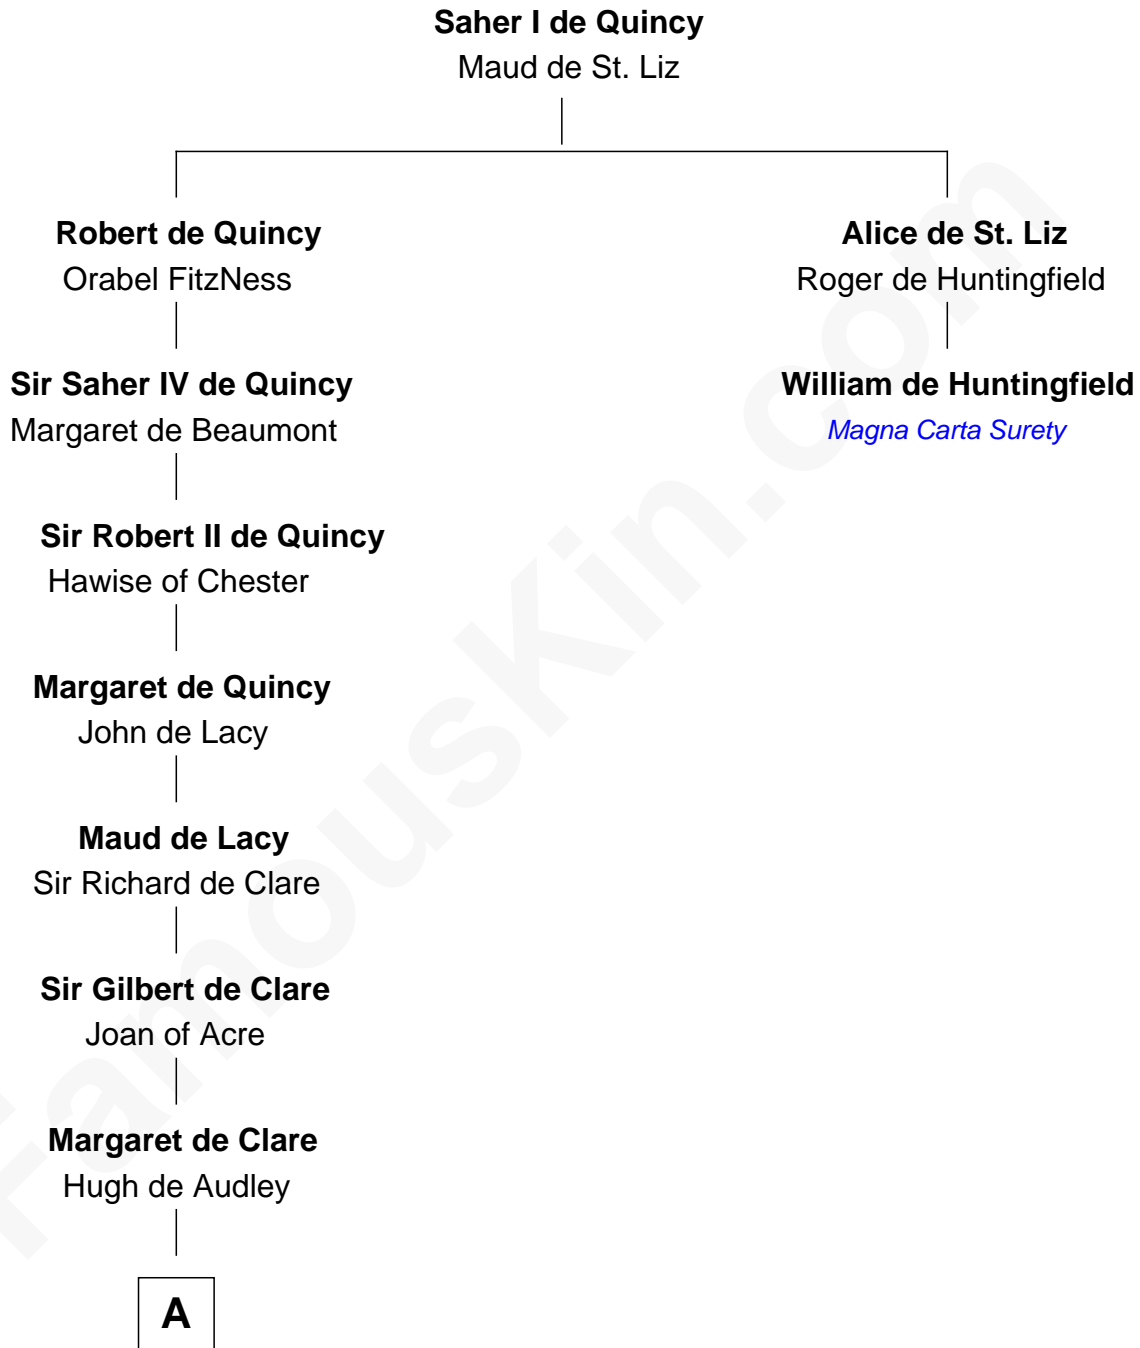 Saher I de Quincy
Maud de St. Liz
Robert de Quincy
Orabel FitzNess
Alice de St. Liz
Roger de Huntingfield
Sir Saher IV de Quincy
Margaret de Beaumont
William de Huntingfield
Magna Carta Surety
Sir Robert II de Quincy
Hawise of Chester
Margaret de Quincy
John de Lacy
Maud de Lacy
Sir Richard de Clare
Sir Gilbert de Clare
Joan of Acre
Margaret de Clare
Hugh de Audley
A
FamousKin.com